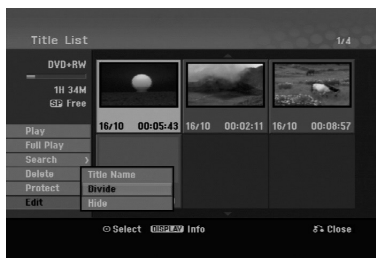 Title List
1/4
DVD+RW
1H 34M
SP Free
16/10 00:05:43 16/10 00:02:11 16/10 00:08:57
Play
Full Play
Search
Delete
Protect
Edit
Title Name
Divide
Hide
Select DISPLAY Info
Close